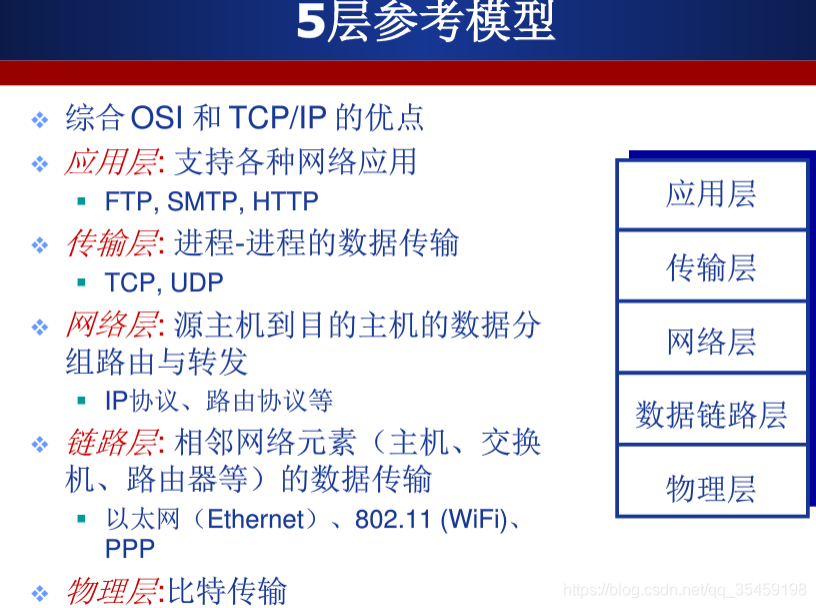 5层参考模型
综合OSI 和 TCP/IP 的优点
应用层: 支持各种网络应用
FTP, SMTP, HTTP
传输层: 进程-进程的数据传输
TCP, UDP
网络层: 源主机到目的主机的数据分
组路由与转发
IP协议、路由协议等
链路层: 相邻网络元素（主机、交换
机、路由器等）的数据传输
以太网（Ethernet）、802.11 (WiFi)、
PPP
物理层:比特传输
应用层
传输层
网络层
数据链路层
物理层
https://blog.csdn.net/qq_35459198